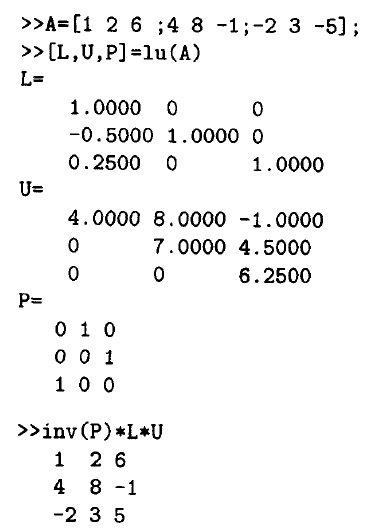 >>A=[1 2 6 ;4 8 -1;-2 3 -5];
>>[L,U,P]=lu(A)
L=
1.0000 0 0
-0.5000 1.0000 0
0.2500 0 1.0000
U=
4.0000 8.0000 -1.0000
0 7.0000 4.5000
0 0 6.2500
P=
0 1 0
0 0 1
1 0 0
>>inv(P)*L*U
1 2 6
4 8 -1
-2 3 5